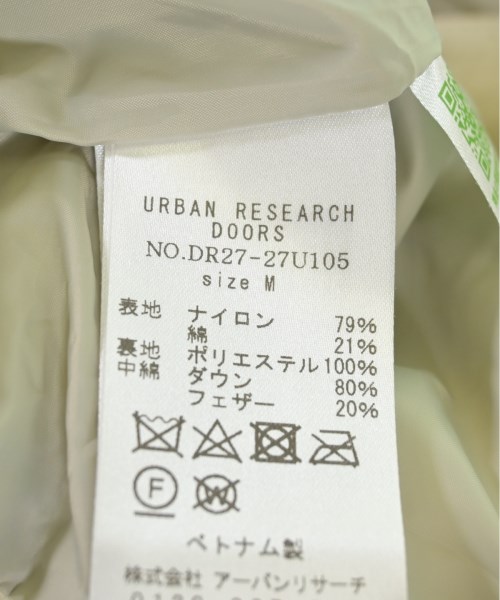 URBAN RESEARCH
DOORS
NO.DR27-27U105
size M
表地 ナイロン 79%
綿 21%
裏地 ポリエステル 100%
中綿 ダウン 80%
フェザー 20%
F W
ベトナム製
株式会社 アーバンリサーチ